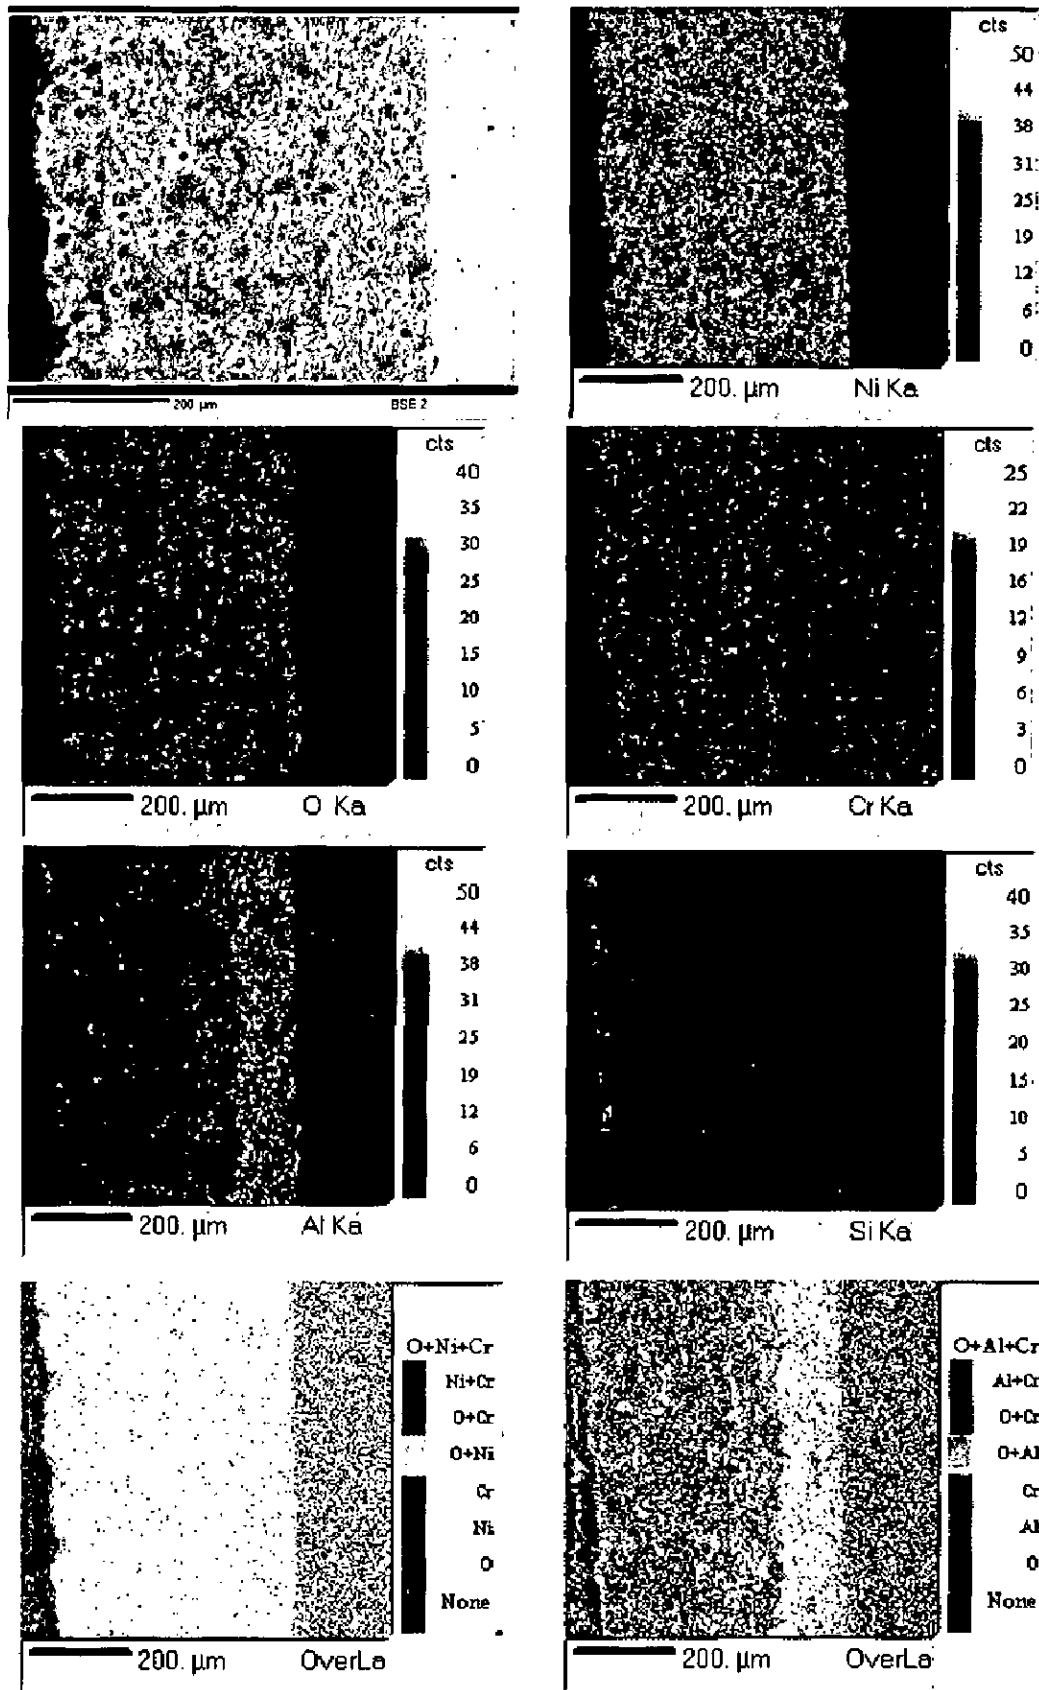 200 µm BSE 2
cts
50
44
38
31
25
19
12
6
0
200. µm Ni Ka
cts
40
35
30
25
20
15
10
5
0
200. µm O Ka
cts
25
22
19
16
12
9
6
3
0
200. µm Cr Ka
cts
50
44
38
31
25
19
12
6
0
200. µm Al Ka
cts
40
35
30
25
20
15
10
5
0
200. µm Si Ka
O+Ni+Cr
Ni+Cr
O+Cr
O+Ni
Cr
Ni
O
None
200. µm OverLa
O+Al+Cr
Al+Cr
O+Cr
O+Al
Cr
Al
O
None
200. µm OverLa